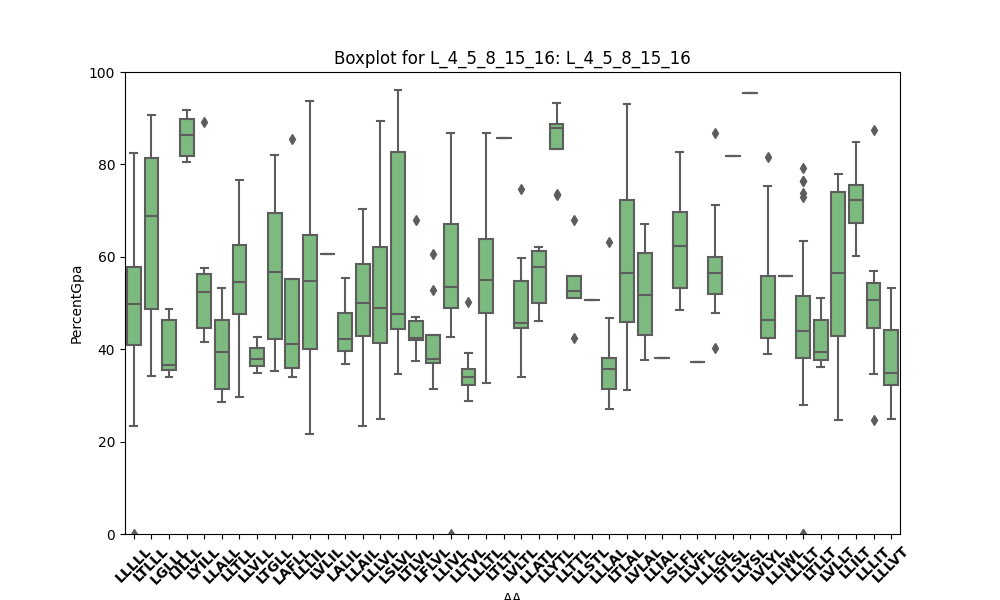 Boxplot for L_4_5_8_15_16: L_4_5_8_15_16
100
80
60
40
20
0
PercentGpa
LLLLL LTLLL LGLLL LYILL LLALL LLTLL LLVLL LTGLL LAFLL LLLIL LVLIL LALIL LLAIL LLLVL LSLVL LTLVL LFLVL LLIVL LLTVL LLLTL LTLTL LVLTL LLATL LLYTL LLTTL LLSTL LLLAL LTLAL LVLAL LLIAL LSLFL LLVFL LLLGL LTLSL LLYSL LVLYL LLIWL LLLLT LTLLT LVLLT LLILT LLLIT LLLVT
AA